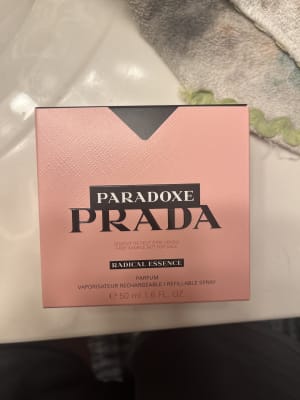 PARADOXE
PRADA
RADICAL ESSENCE
PARFUM
VAPORISATEUR RECHARGEABLE I REFILLABLE SPRAY
℮ 50 ml 1.6 FL. OZ.